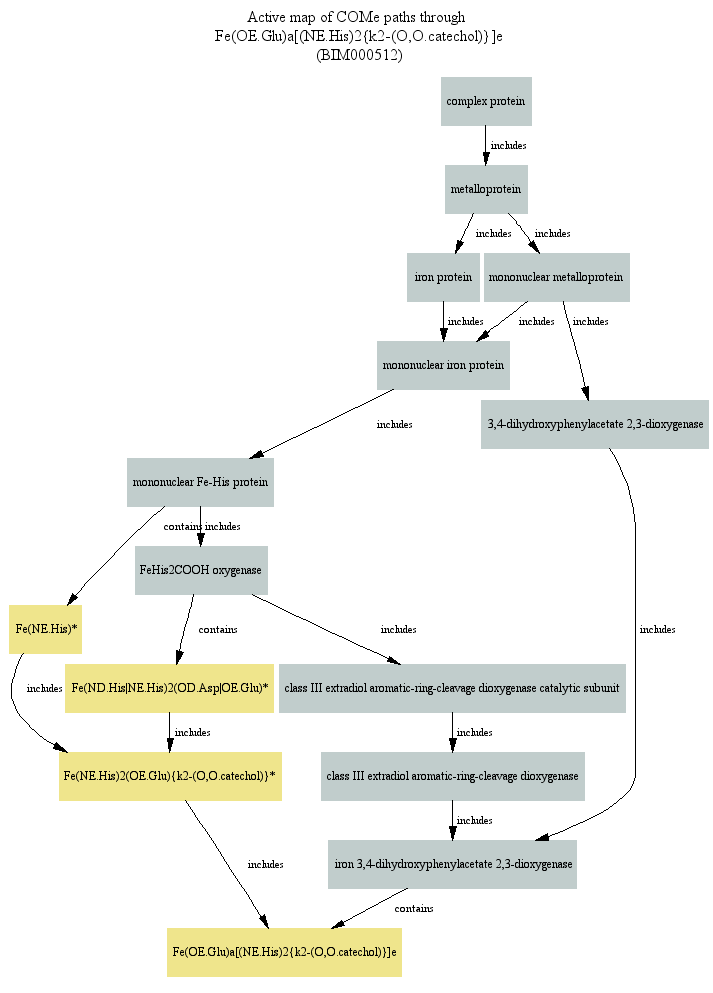 Active map of COMe paths through
Fe(OE.Glu)a[(NE.His)2{k2-(O,O.catechol)}]e
(BIM000512)
complex protein
includes
metalloprotein
includes
includes
iron protein
mononuclear metalloprotein
includes
includes
includes
mononuclear iron protein
includes
3,4-dihydroxyphenylacetate 2,3-dioxygenase
mononuclear Fe-His protein
contains
includes
FeHis2COOH oxygenase
Fe(NE.His)*
contains
includes
includes
includes
Fe(ND.His|NE.His)2(OD.Asp|OE.Glu)*
class III extradiol aromatic-ring-cleavage dioxygenase catalytic subunit
includes
includes
Fe(NE.His)2(OE.Glu){k2-(O,O.catechol)}*
class III extradiol aromatic-ring-cleavage dioxygenase
includes
includes
iron 3,4-dihydroxyphenylacetate 2,3-dioxygenase
contains
Fe(OE.Glu)a[(NE.His)2{k2-(O,O.catechol)}]e